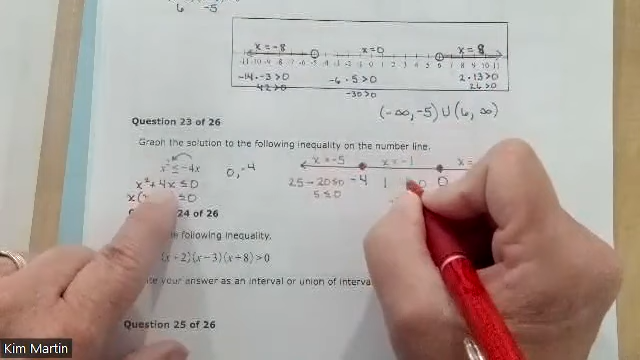 6 -5
x = -8 x = 0 x = 8
-11 -10 -9 -8 -7 -6 -5 -4 -3 -2 -1 0 1 2 3 4 5 6 7 8 9 10 11
-14 · -3 > 0 -6 · 5 > 0 2 · 13 > 0
42 > 0 -30 > 0 26 > 0
(-∞, -5) ∪ (6, ∞)
Question 23 of 26
Graph the solution to the following inequality on the number line.
x² ≤ -4x 0, -4 x = -5 x = -1 x =
x² + 4x ≤ 0 25 - 20 ≤ 0 -4 1 0
x( ≤ 0 5 ≤ 0
24 of 26
following inequality.
(x + 2)(x − 3)(x + 8) > 0
your answer as an interval or union of
Question 25 of 26
Kim Martin